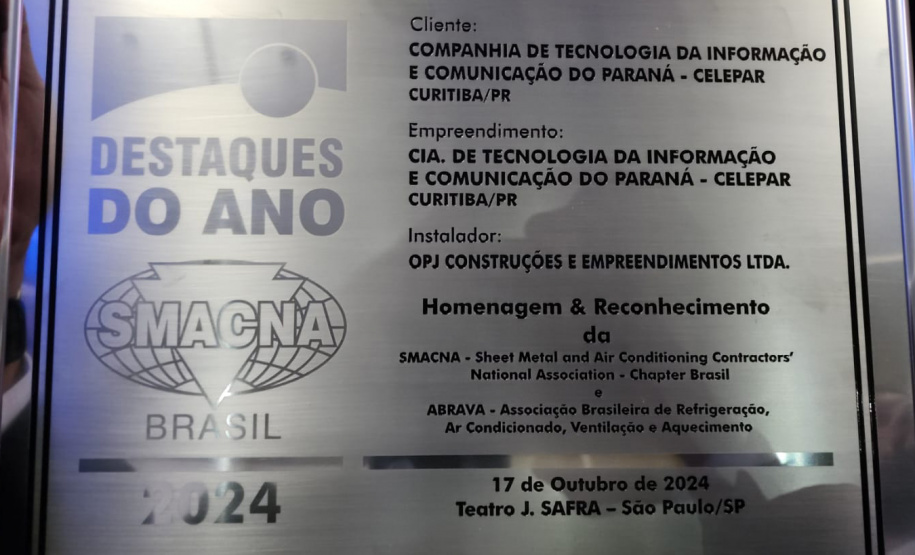 DESTAQUES
DO ANO
SMACNA
BRASIL
2024
Cliente:
COMPANHIA DE TECNOLOGIA DA INFORMAÇÃO
E COMUNICAÇÃO DO PARANÁ - CELEPAR
CURITIBA/PR
Empreendimento:
CIA. DE TECNOLOGIA DA INFORMAÇÃO
E COMUNICAÇÃO DO PARANÁ - CELEPAR
CURITIBA/PR
Instalador:
OPJ CONSTRUÇÕES E EMPREENDIMENTOS LTDA.
Homenagem & Reconhecimento
da
SMACNA - Sheet Metal and Air Conditioning Contractors'
National Association - Chapter Brasil
e
ABRAVA - Associação Brasileira de Refrigeração,
Ar Condicionado, Ventilação e Aquecimento
17 de Outubro de 2024
Teatro J. SAFRA – São Paulo/SP